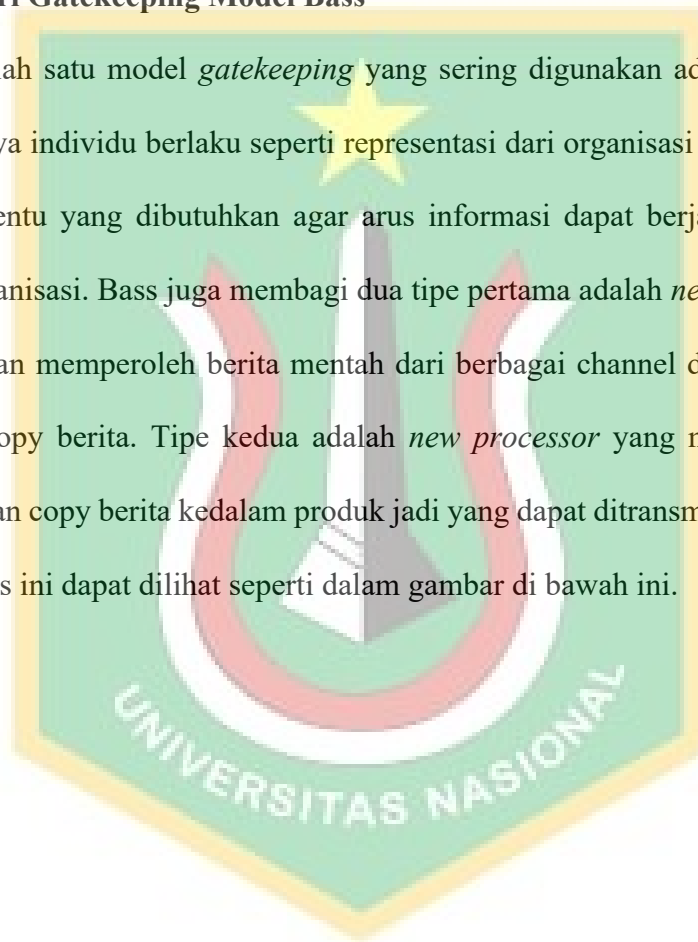 Gatekeeping Model Bass
lah satu model gatekeeping yang sering digunakan ad
ya individu berlaku seperti representasi dari organisasi
entu yang dibutuhkan agar arus informasi dapat berja
anisasi. Bass juga membagi dua tipe pertama adalah ne
an memperoleh berita mentah dari berbagai channel d
opy berita. Tipe kedua adalah new processor yang m
an copy berita kedalam produk jadi yang dapat ditransm
s ini dapat dilihat seperti dalam gambar di bawah ini.
UNIVERSITAS NASIONAL